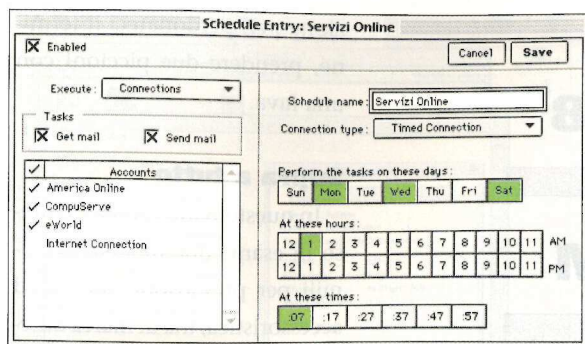 Schedule Entry: Servizi Online
Enabled
Cancel
Save
Execute: Connections
Tasks
Get mail
Send mail
Accounts
America Online
CompuServe
eWorld
Internet Connection
Schedule name: Servizi Online
Connection type: Timed Connection
Perform the tasks on these days:
Sun Mon Tue Wed Thu Fri Sat
At these hours:
12 1 2 3 4 5 6 7 8 9 10 11 AM
12 1 2 3 4 5 6 7 8 9 10 11 PM
At these times:
:07 :17 :27 :37 :47 :57